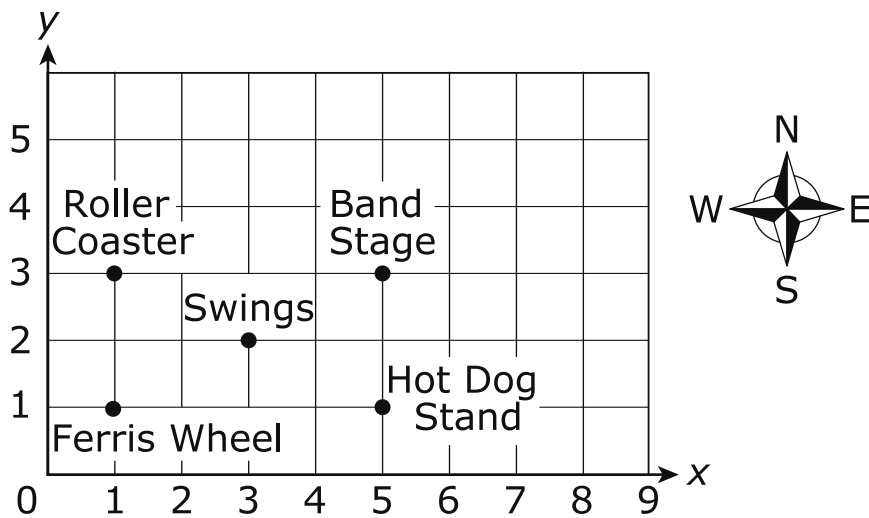 y
5
4
3
2
1
0 1 2 3 4 5 6 7 8 9 x
Roller
Coaster
Band
Stage
Swings
Hot Dog
Stand
Ferris Wheel
N
W E
S